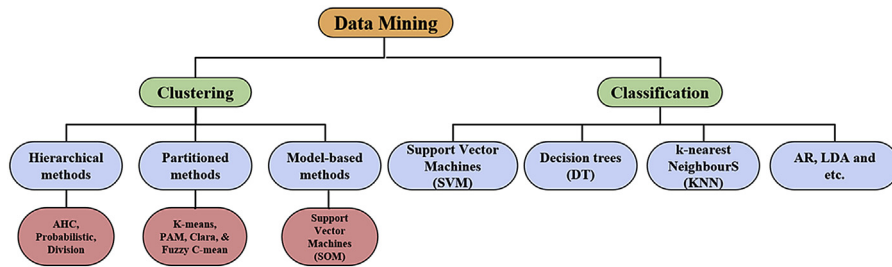 Data Mining
Clustering
Classification
Hierarchical
methods
Partitioned
methods
Model-based
methods
Support Vector
Machines
(SVM)
Decision trees
(DT)
k-nearest
NeighbourS
(KNN)
AR, LDA and
etc.
AHC,
Probabilistic,
Division
K-means,
PAM, Clara, &
Fuzzy C-mean
Support
Vector
Machines
(SOM)